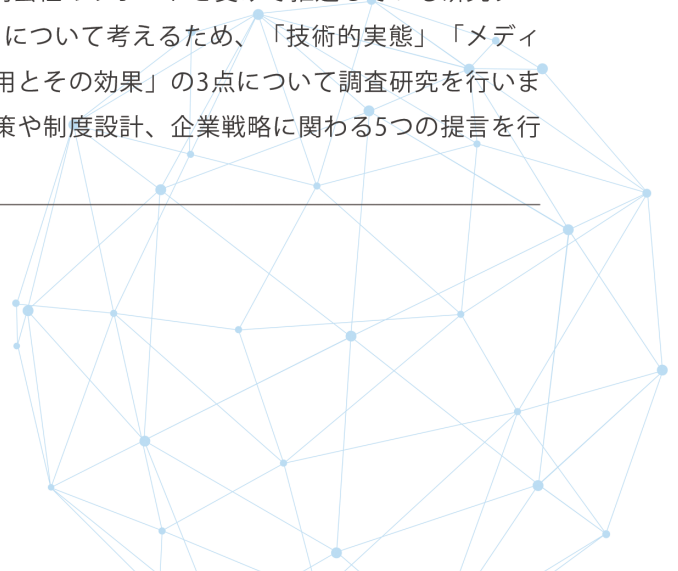 について考えるため、「技術的実態」「メディ
用とその効果」の3点について調査研究を行いま
策や制度設計、企業戦略に関わる5つの提言を行